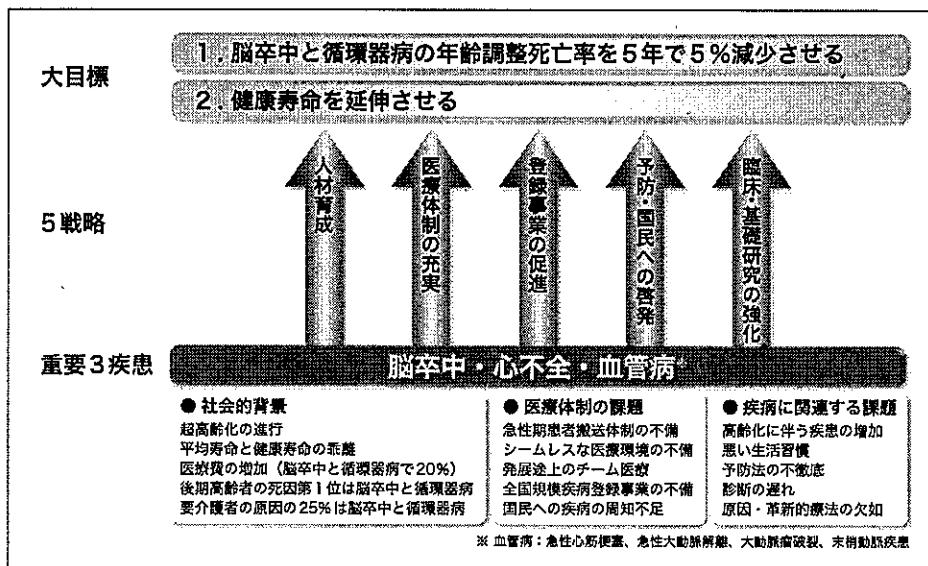 大目標
1. 脳卒中と循環器病の年齢調整死亡率を5年で5%減少させる
2. 健康寿命を延伸させる
5戦略
人材育成
医療体制の充実
登録事業の促進
予防・国民への啓発
臨床・基礎研究の強化
重要3疾患
脳卒中・心不全・血管病※
● 社会的背景
超高齢化の進行
平均寿命と健康寿命の乖離
医療費の増加（脳卒中と循環器病で20%）
後期高齢者の死因第1位は脳卒中と循環器病
要介護者の原因の25%は脳卒中と循環器病
● 医療体制の課題
急性期患者搬送体制の不備
シームレスな医療環境の不備
発展途上のチーム医療
全国規模疾病登録事業の不備
国民への疾病の周知不足
● 疾病に関連する課題
高齢化に伴う疾患の増加
悪い生活習慣
予防法の不徹底
診断の遅れ
原因・革新的療法の欠如
※ 血管病：急性心筋梗塞、急性大動脈解離、大動脈瘤破裂、末梢動脈疾患